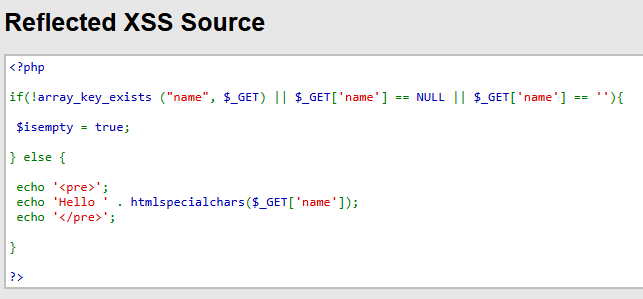 Reflected XSS Source
<?php
if(!array_key_exists ("name", $_GET) || $_GET['name'] == NULL || $_GET['name'] == ''){
$isempty = true;
} else {
echo '<pre>';
echo 'Hello ' . htmlspecialchars($_GET['name']);
echo '</pre>';
}
?>